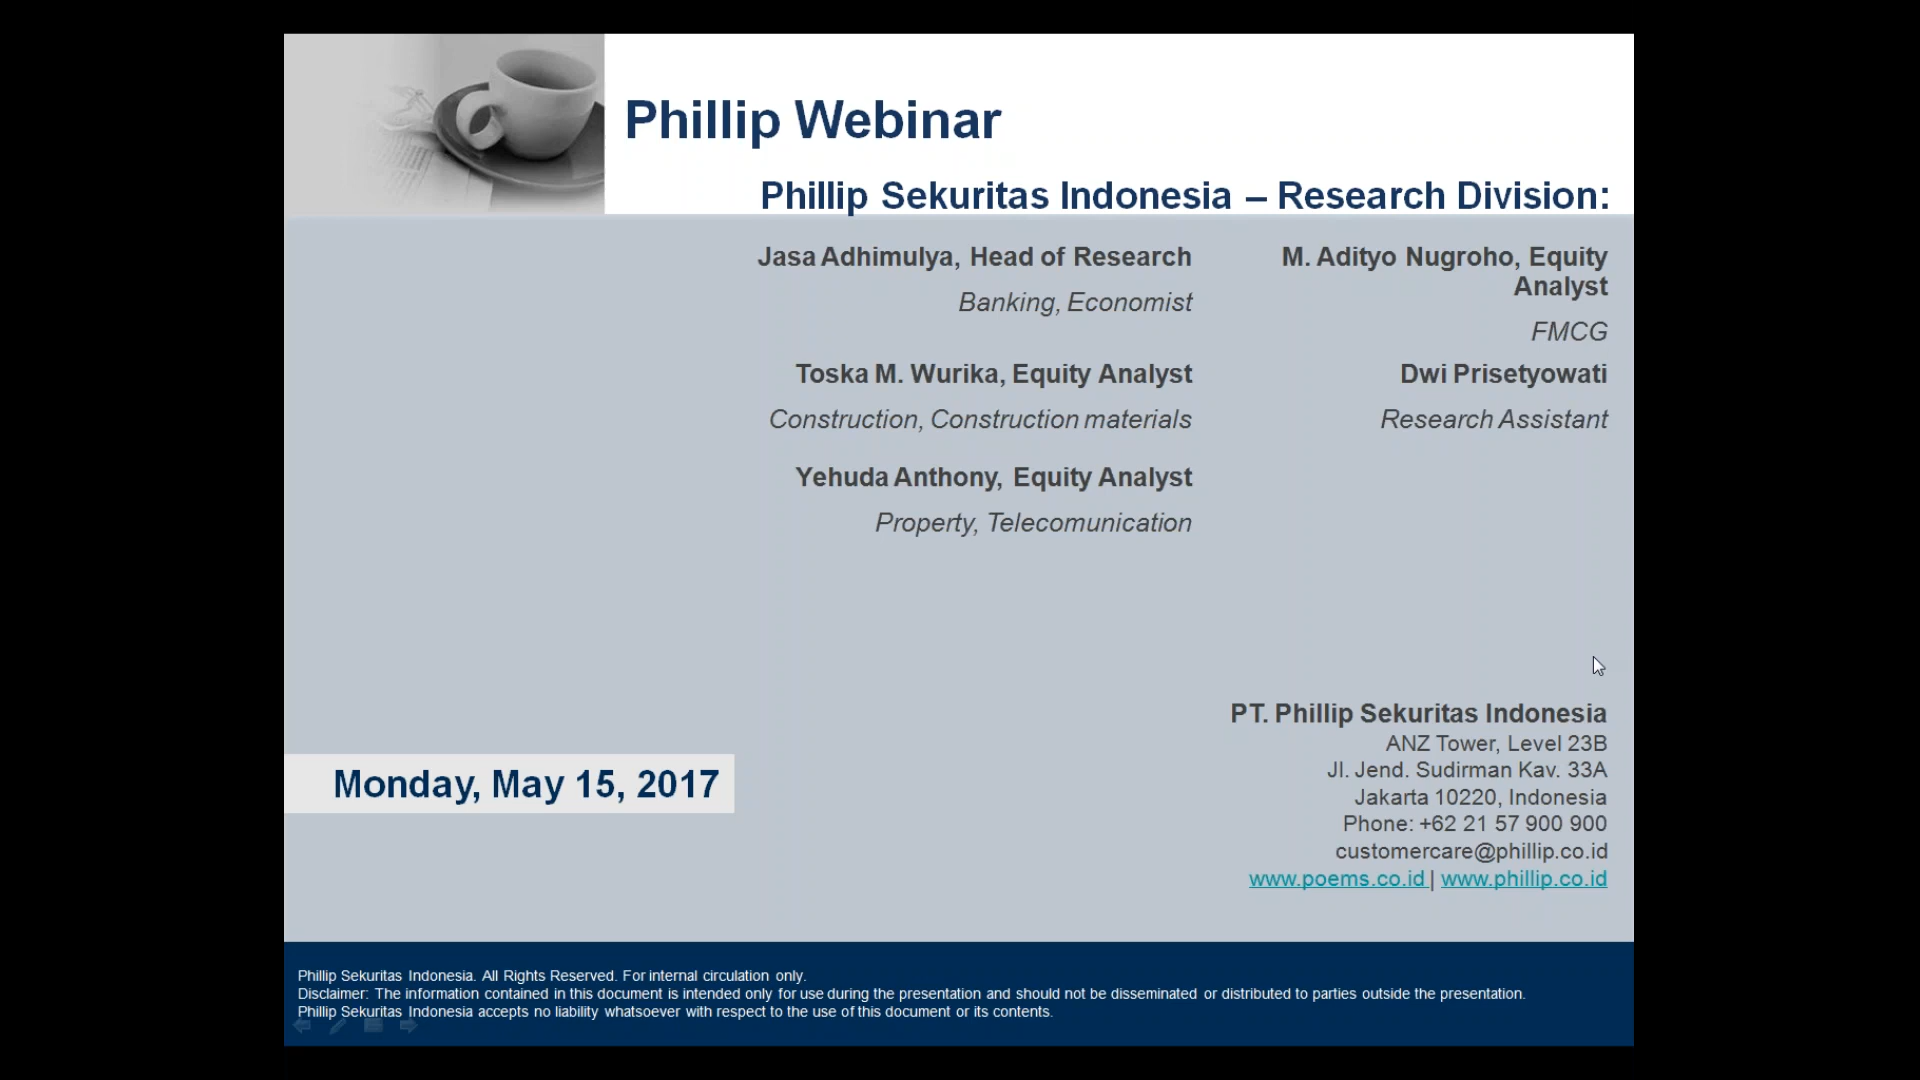 Phillip Webinar
Phillip Sekuritas Indonesia – Research Division:
Jasa Adhimulya, Head of Research
Banking, Economist
Toska M. Wurika, Equity Analyst
Construction, Construction materials
Yehuda Anthony, Equity Analyst
Property, Telecomunication
M. Adityo Nugroho, Equity
Analyst
FMCG
Dwi Prisetyowati
Research Assistant
Monday, May 15, 2017
PT. Phillip Sekuritas Indonesia
ANZ Tower, Level 23B
Jl. Jend. Sudirman Kav. 33A
Jakarta 10220, Indonesia
Phone: +62 21 57 900 900
customercare@phillip.co.id
www.poems.co.id | www.phillip.co.id
Phillip Sekuritas Indonesia. All Rights Reserved. For internal circulation only.
Disclaimer: The information contained in this document is intended only for use during the presentation and should not be disseminated or distributed to parties outside the presentation.
Phillip Sekuritas Indonesia accepts no liability whatsoever with respect to the use of this document or its contents.